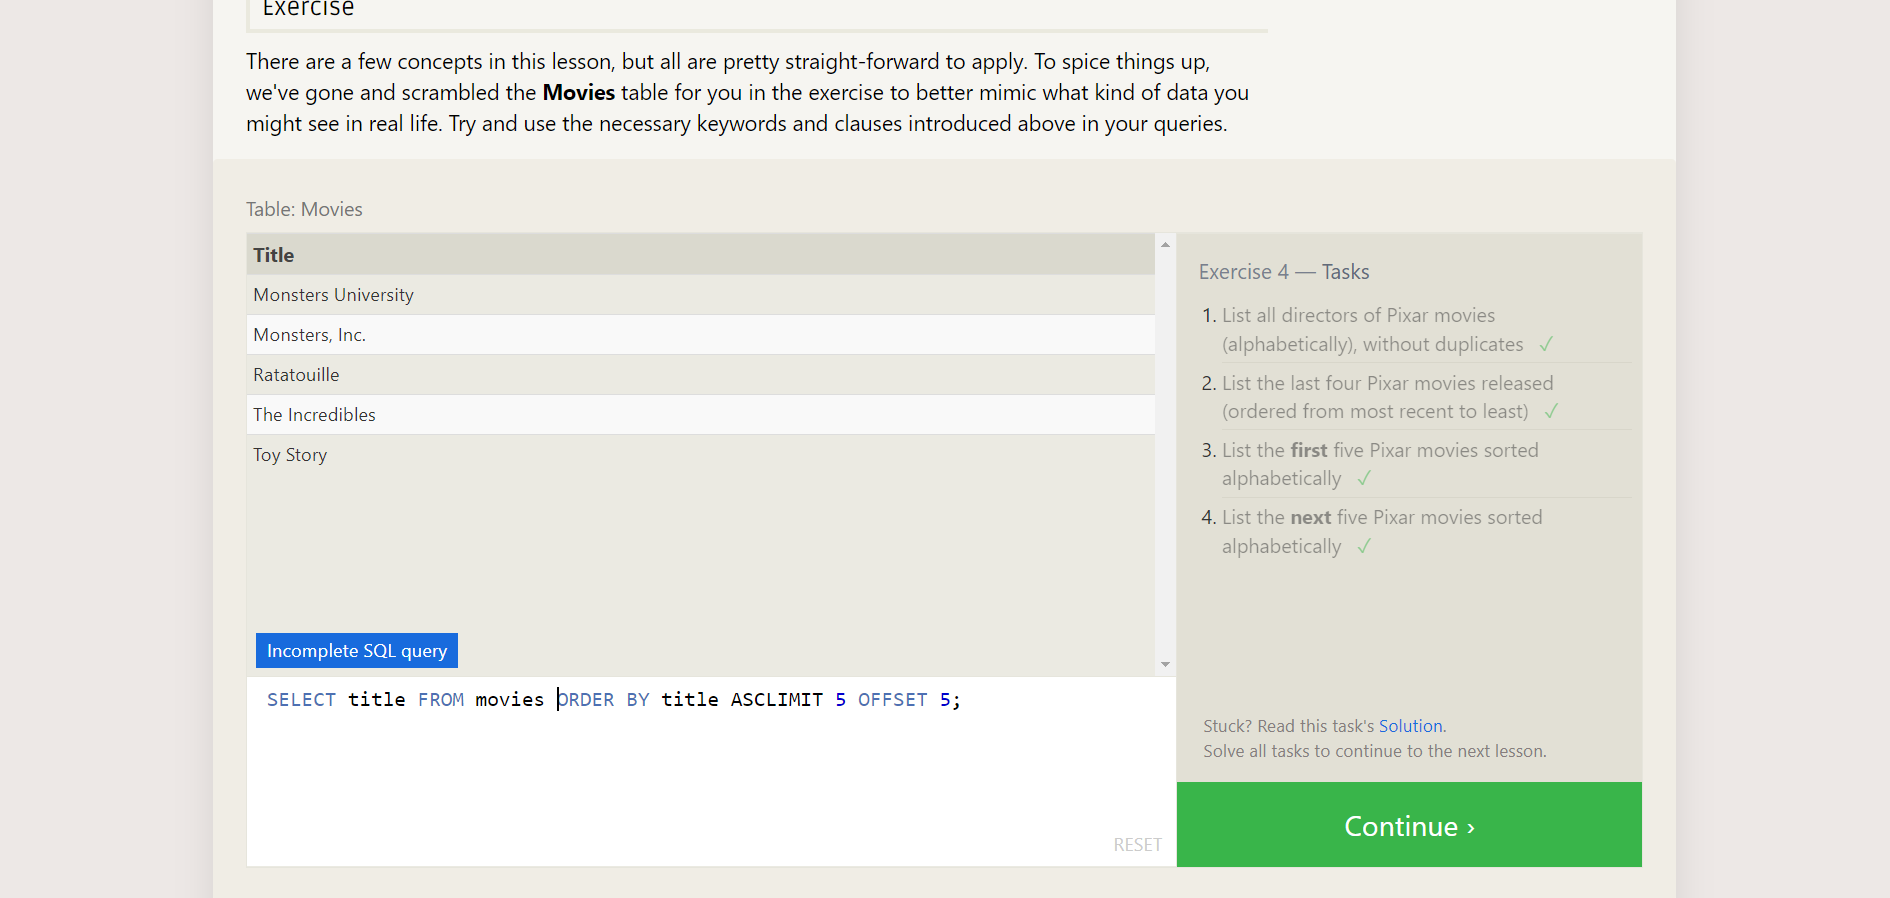 Exercise
There are a few concepts in this lesson, but all are pretty straight-forward to apply. To spice things up,
we've gone and scrambled the Movies table for you in the exercise to better mimic what kind of data you
might see in real life. Try and use the necessary keywords and clauses introduced above in your queries.
Table: Movies
Title
Monsters University
Monsters, Inc.
Ratatouille
The Incredibles
Toy Story
Incomplete SQL query
SELECT title FROM movies ORDER BY title ASCLIMIT 5 OFFSET 5;
RESET
Exercise 4 — Tasks
1. List all directors of Pixar movies
(alphabetically), without duplicates ✓
2. List the last four Pixar movies released
(ordered from most recent to least) ✓
3. List the first five Pixar movies sorted
alphabetically ✓
4. List the next five Pixar movies sorted
alphabetically ✓
Stuck? Read this task's Solution.
Solve all tasks to continue to the next lesson.
Continue ›